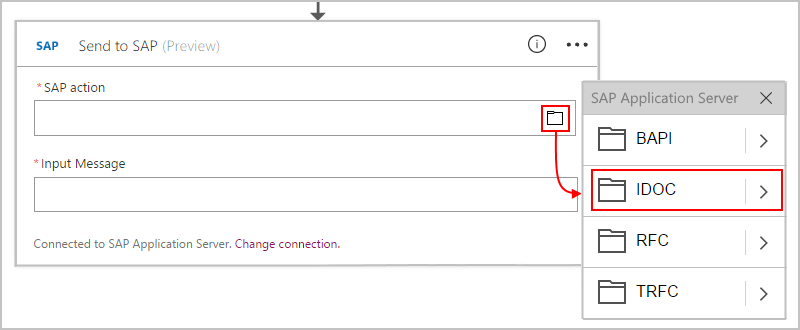 SAP Send to SAP (Preview)
*SAP action
*Input Message
Connected to SAP Application Server. Change connection.
SAP Application Server
BAPI
IDOC
RFC
TRFC